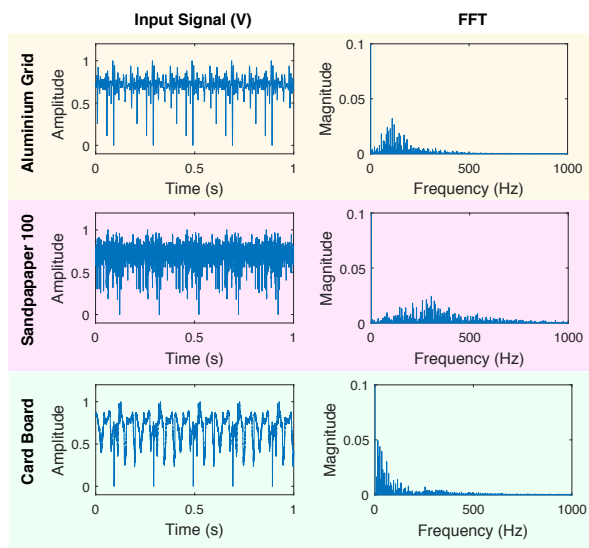 Input Signal (V) FFT
Aluminium Grid
Amplitude
1
0.5
0
0 0.5 1
Time (s)
Magnitude
0.1
0.05
0
0 500 1000
Frequency (Hz)
Sandpapaper 100
Amplitude
1
0.5
0
0 0.5 1
Time (s)
Magnitude
0.1
0.05
0
0 500 1000
Frequency (Hz)
Card Board
Amplitude
1
0.5
0
0 0.5 1
Time (s)
Magnitude
0.1
0.05
0
0 500 1000
Frequency (Hz)